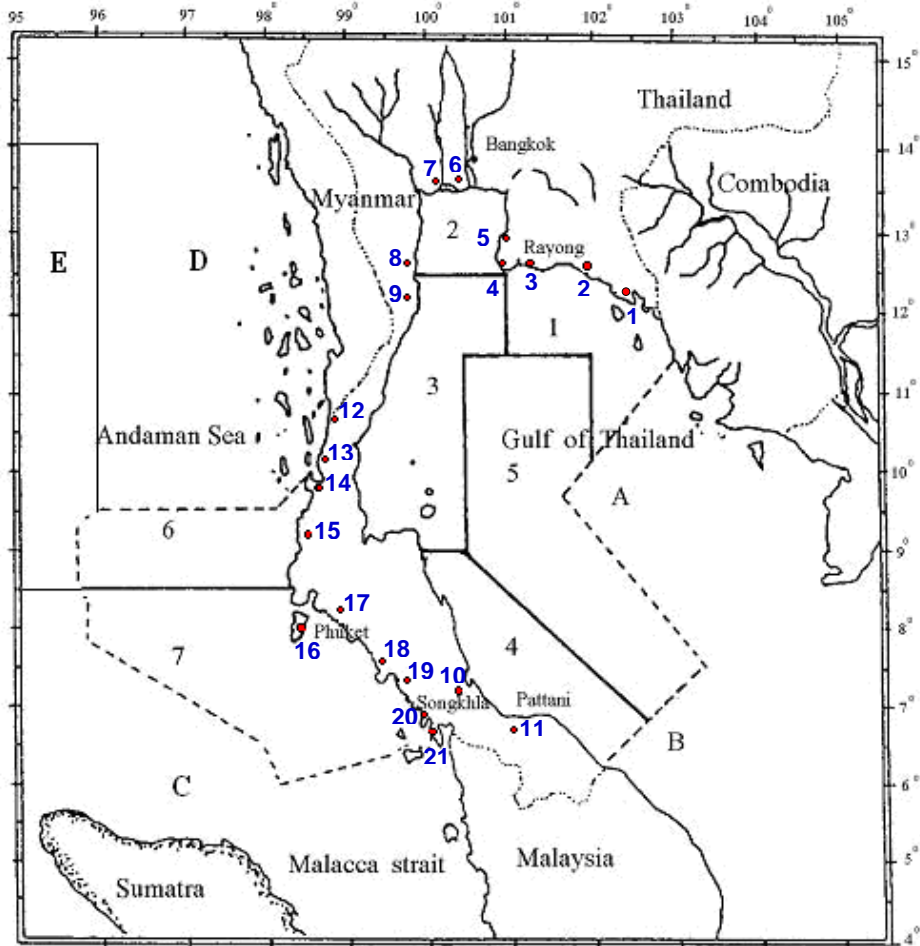 95 96 98° 99° 100° 101° 102° 103° 104° 105°
15°
Thailand
Bangkok
14°
7 6
Combodia
Myanmar
2
5
13°
E
D
Rayong
8
4 3 2
9
1
12°
1
3
11°
12
Andaman Sea
Gulf of Thailand
13
10°
5
14
A
6
15
9°
17
8°
Phuket
16
4
7
18
19 10
Songkhla
Pattani
7°
20
11
B
21
C
6°
5°
Malacca strait
Malaysia
Sumatra
4°